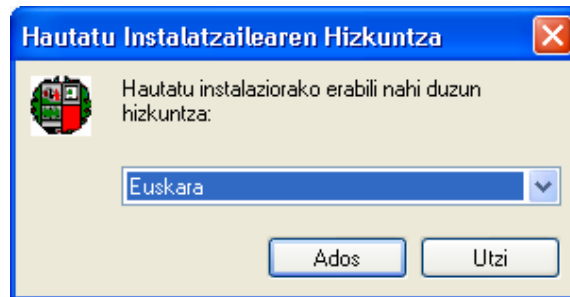 Hautatu Instalatzailearen Hizkuntza
Hautatu instalaziorako erabili nahi duzun
hizkuntza:
Euskara
Ados
Utzi